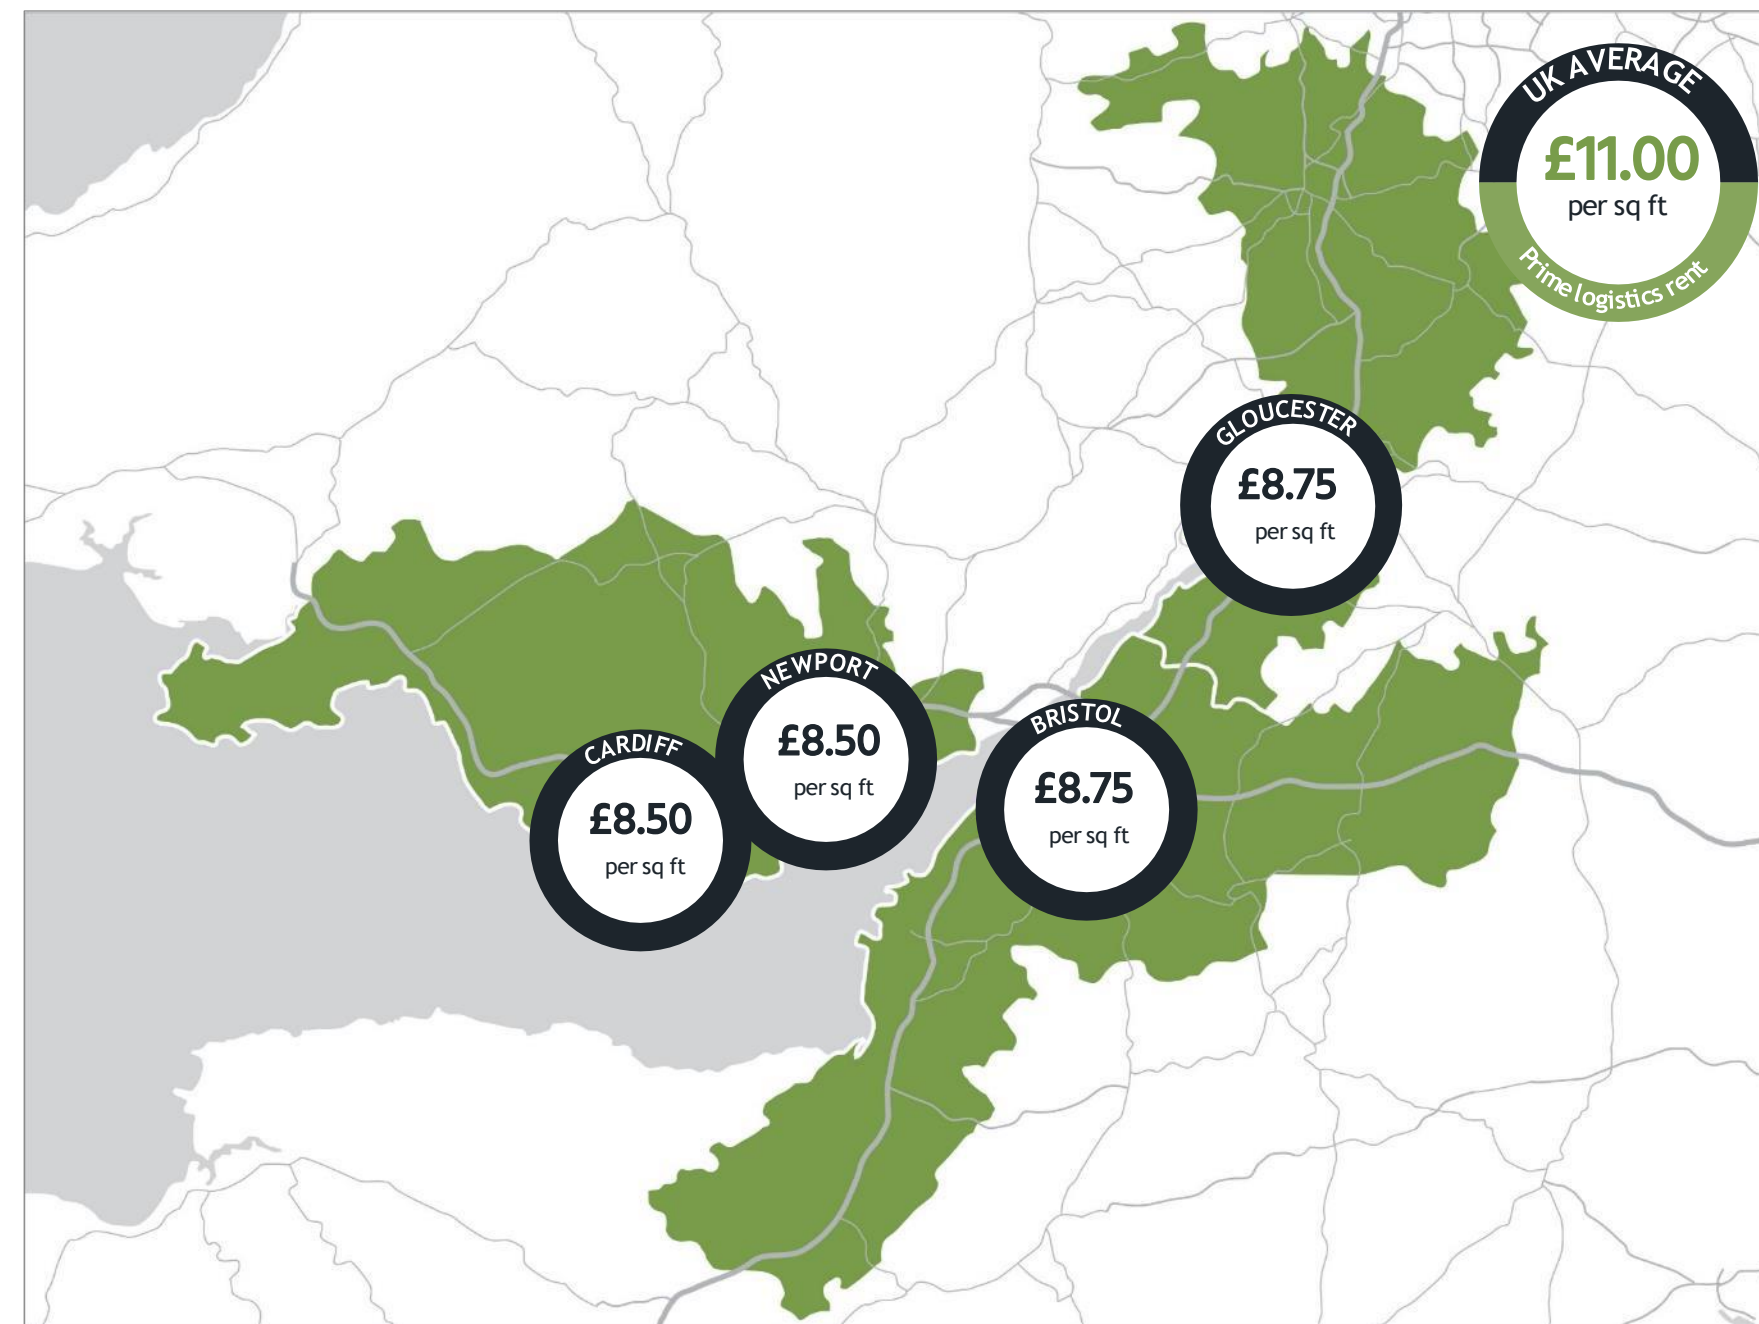 UK AVERAGE
£11.00
per sq ft
Prime logistics rent
GLOUCESTER
£8.75
per sq ft
NEWPORT
£8.50
per sq ft
BRISTOL
£8.75
per sq ft
CARDIFF
£8.50
per sq ft